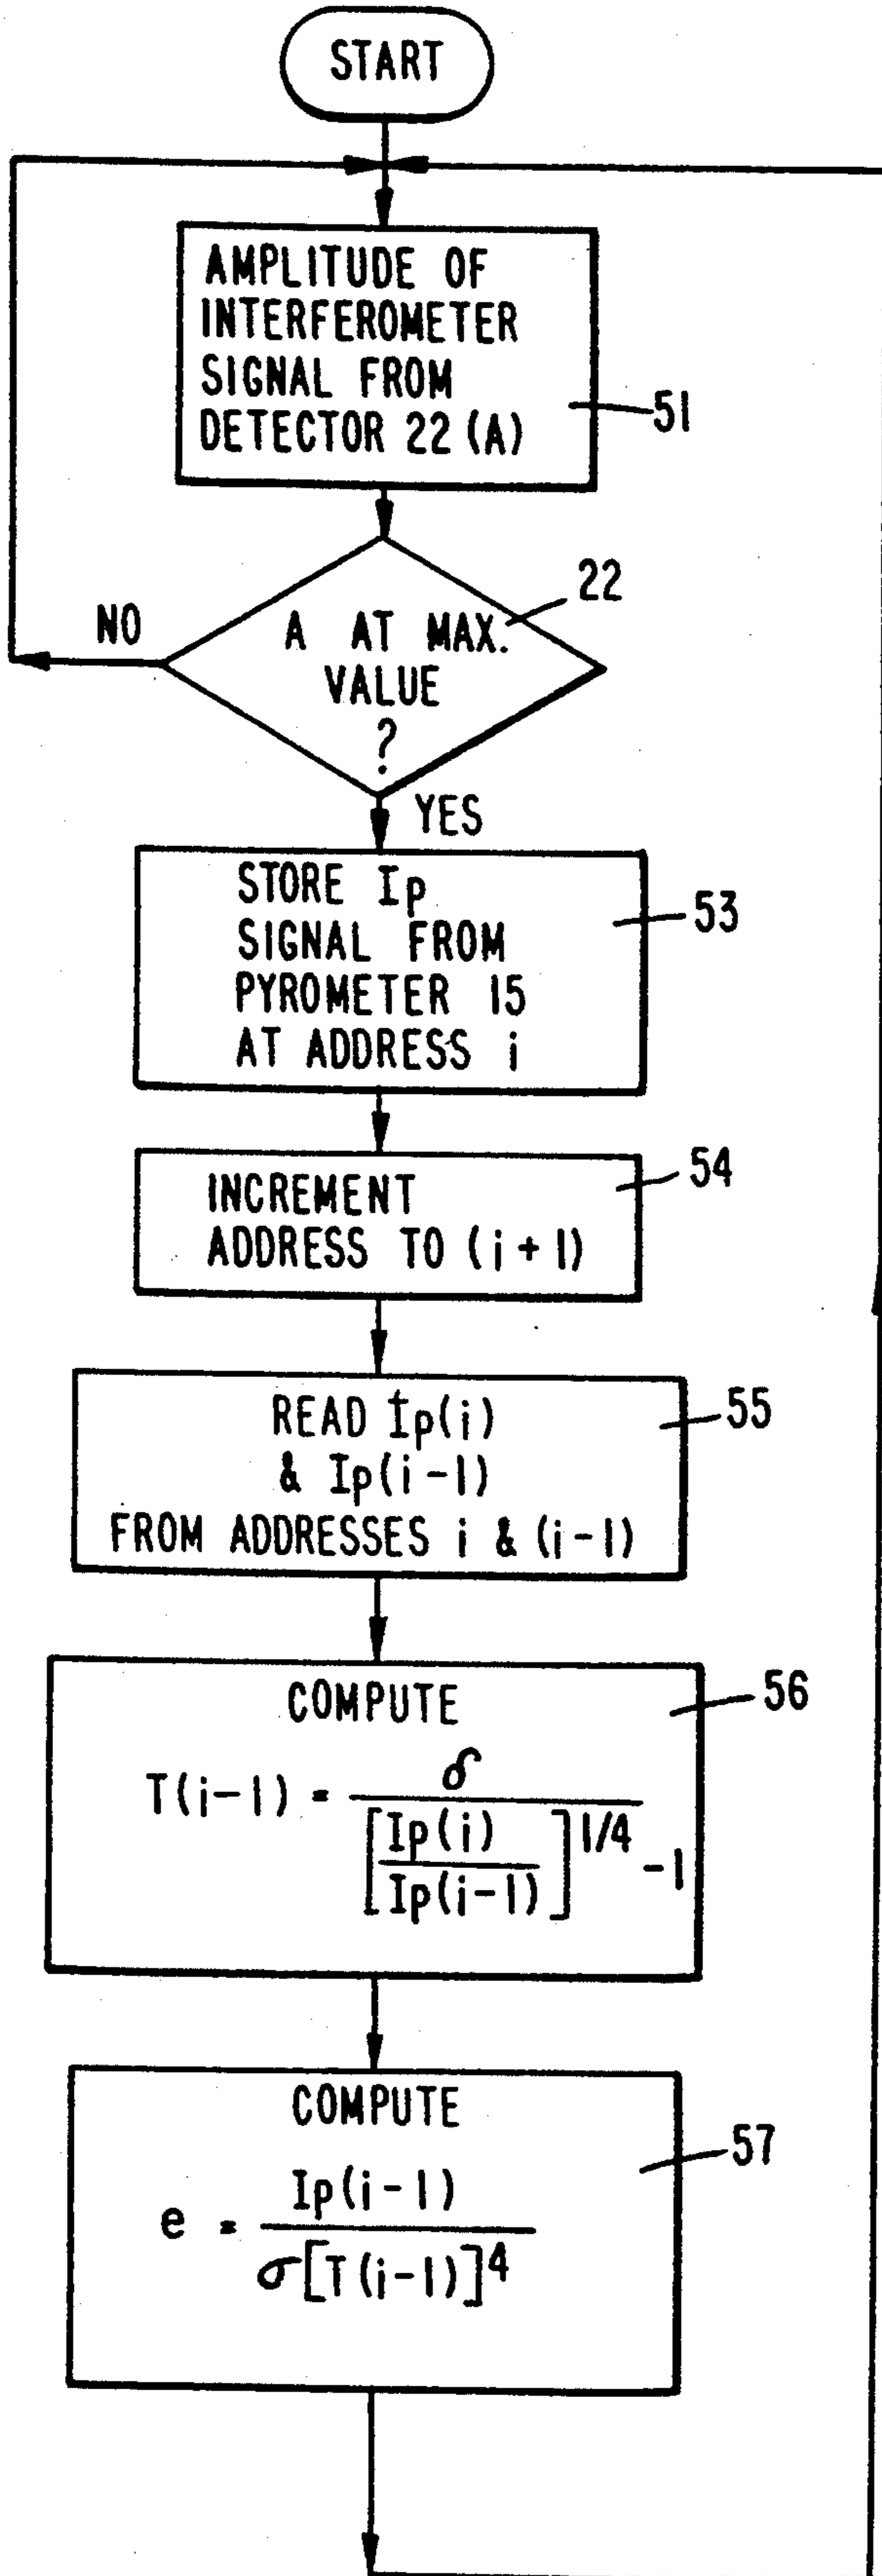 START
AMPLITUDE OF
INTERFEROMETER
SIGNAL FROM
DETECTOR 22 (A)
51
22
NO
A AT MAX.
VALUE
?
YES
STORE Ip
SIGNAL FROM
PYROMETER 15
AT ADDRESS i
53
INCREMENT
ADDRESS TO (i + 1)
54
READ Ip(i)
& Ip(i-1)
FROM ADDRESSES i & (i-1)
55
COMPUTE
T(i-1) = δ / [Ip(i) / Ip(i-1)]^1/4 -1
56
COMPUTE
e = Ip(i-1) / σ[T(i-1)]^4
57